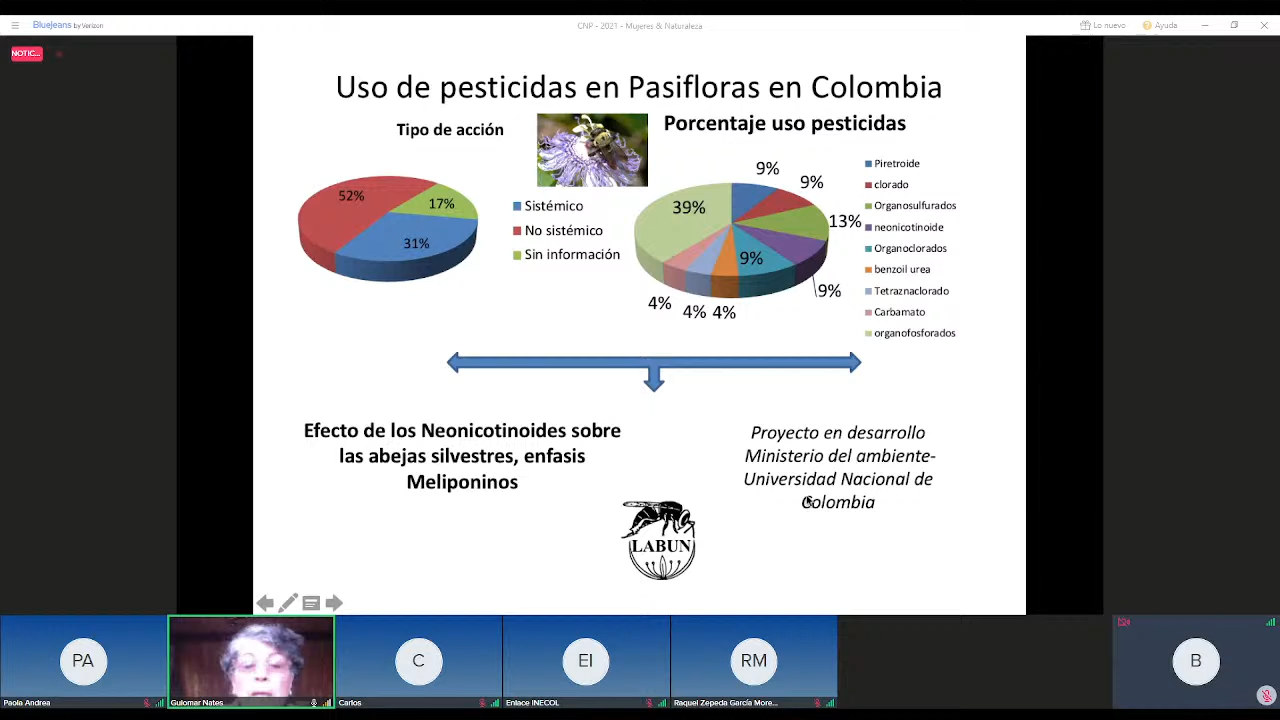 Bluejeans by Verizon
CNP - 2021 - Mujeres & Naturaleza
Lo nuevo
Ayuda
NOTIC...
Uso de pesticidas en Pasifloras en Colombia
Tipo de acción
Porcentaje uso pesticidas
52%
17%
31%
Sistémico
No sistémico
Sin información
9%
9%
39%
13%
9%
9%
4%
4%
4%
Piretroide
clorado
Organosulfurados
neonicotinoide
Organoclorados
benzoil urea
Tetraznaclorado
Carbamato
organofosforados
Efecto de los Neonicotinoides sobre
las abejas silvestres, enfasis
Meliponinos
Proyecto en desarrollo
Ministerio del ambiente-
Universidad Nacional de
Colombia
LABUN
PA
C
EI
RM
B
Paola Andrea
Guiomar Nates
Carlos
Enlace INECOL
Raquel Zepeda García More...